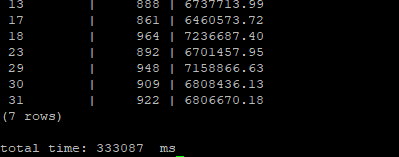 13 | 888 | 6737713.99
17 | 861 | 6460573.72
18 | 964 | 7236687.40
23 | 892 | 6701457.95
29 | 948 | 7158866.63
30 | 909 | 6808436.13
31 | 922 | 6806670.18
(7 rows)
total time: 333087 ms